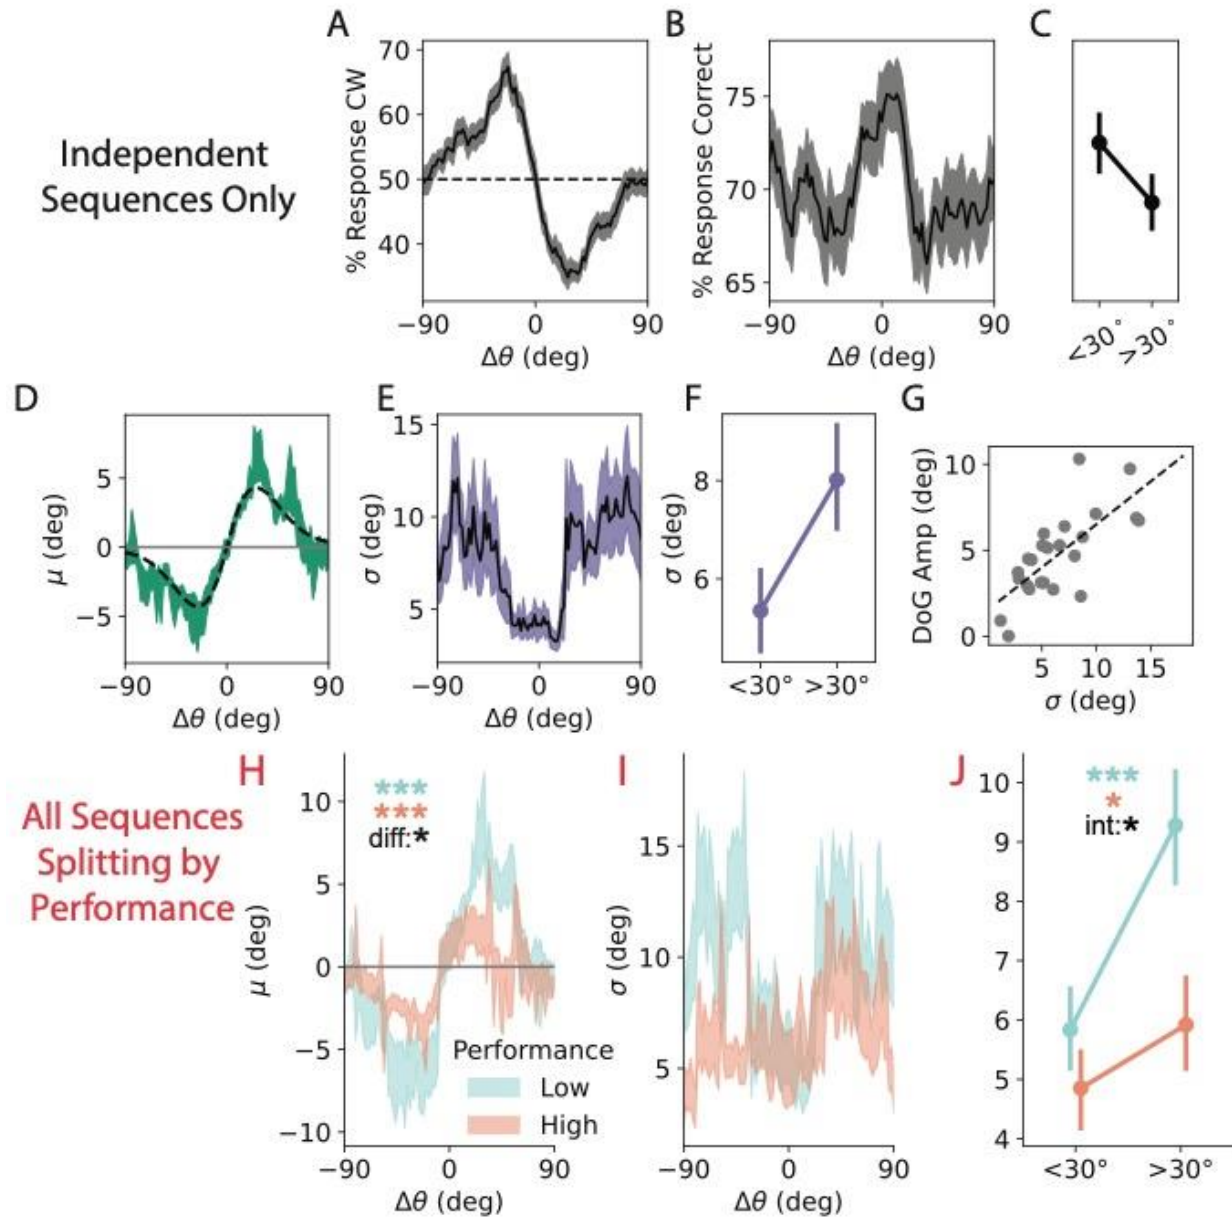 A
B
C
Independent
Sequences Only
% Response CW
70
60
50
40
−90
0
90
Δθ (deg)
% Response Correct
75
70
65
−90
0
90
Δθ (deg)
<30°
>30°
D
E
F
G
μ (deg)
5
0
−5
−90
0
90
Δθ (deg)
σ (deg)
15
10
5
−90
0
90
Δθ (deg)
σ (deg)
8
6
<30°
>30°
DoG Amp (deg)
10
5
0
5
10
15
σ (deg)
All Sequences
Splitting by
Performance
H
I
J
***
***
diff:*
μ (deg)
10
5
0
−5
−10
−90
0
90
Δθ (deg)
Performance
Low
High
σ (deg)
15
10
5
−90
0
90
Δθ (deg)
***
*
int:*
10
9
8
7
6
5
4
<30°
>30°